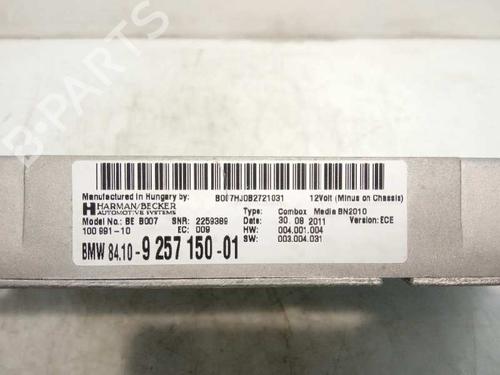 B-PARTS
Manufactured in Hungary by: B007HJ0B2721031 12Volt (Minus on Chassis)
HARMAN/BECKER
AUTOMOTIVE SYSTEMS
Type: Combox Media BN2010
Model No.: BE B007 SNR: 2259389 Date: 30. 08 2011 Version: ECE
100 991-10 EC: 009 HW: 004.001.004
SW: 003.004.031
BMW 84.10-9 257 150-01